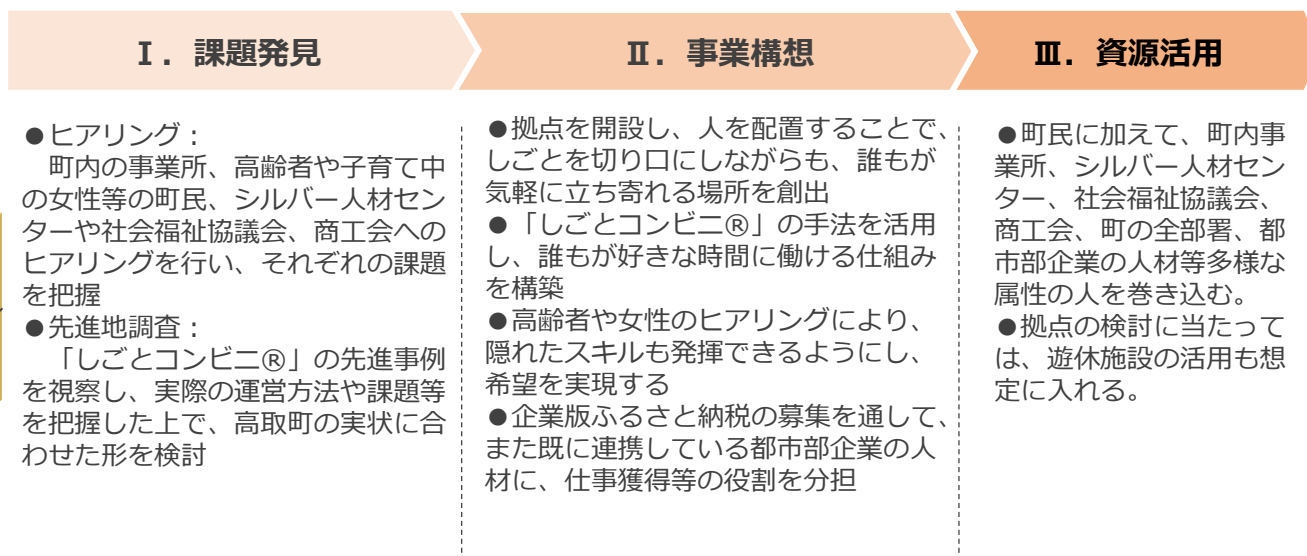 Ⅰ．課題発見
●ヒアリング：
町内の事業所、高齢者や子育て中
の女性等の町民、シルバー人材セン
ターや社会福祉協議会、商工会への
ヒアリングを行い、それぞれの課題
を把握
●先進地調査：
「しごとコンビニ®」の先進事例
を視察し、実際の運営方法や課題等
を把握した上で、高取町の実状に合
わせた形を検討
Ⅱ．事業構想
●拠点を開設し、人を配置することで、
しごとを切り口にしながらも、誰もが
気軽に立ち寄れる場所を創出
●「しごとコンビニ®」の手法を活用
し、誰もが好きな時間に働ける仕組み
を構築
●高齢者や女性のヒアリングにより、
隠れたスキルも発揮できるようにし、
希望を実現する
●企業版ふるさと納税の募集を通して、
また既に連携している都市部企業の人
材に、仕事獲得等の役割を分担
Ⅲ．資源活用
●町民に加えて、町内事
業所、シルバー人材セン
ター、社会福祉協議会、
商工会、町の全部署、都
市部企業の人材等多様な
属性の人を巻き込む。
●拠点の検討に当たって
は、遊休施設の活用も想
定に入れる。